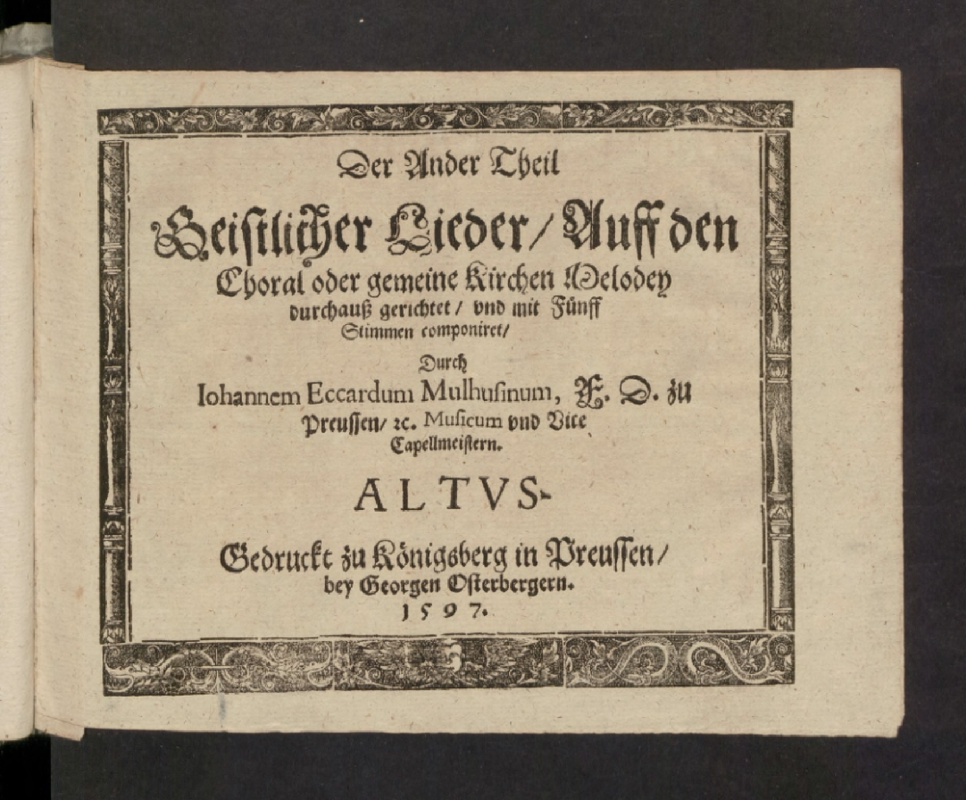 Der Ander Theil
Geistlicher Lieder/ Auff den
Choral oder gemeine Kirchen Melodey
durchauß gerichtet/ vnd mit Fünff
Stimmen componiret/
Durch
Iohannem Eccardum Mulhusinum, F. D. zu
Preussen/ ꝛc. Musicum vnd Vice
Capellmeistern.
ALTVS.
Gedruckt zu Königsberg in Preussen/
bey Georgen Osterbergern.
1597.